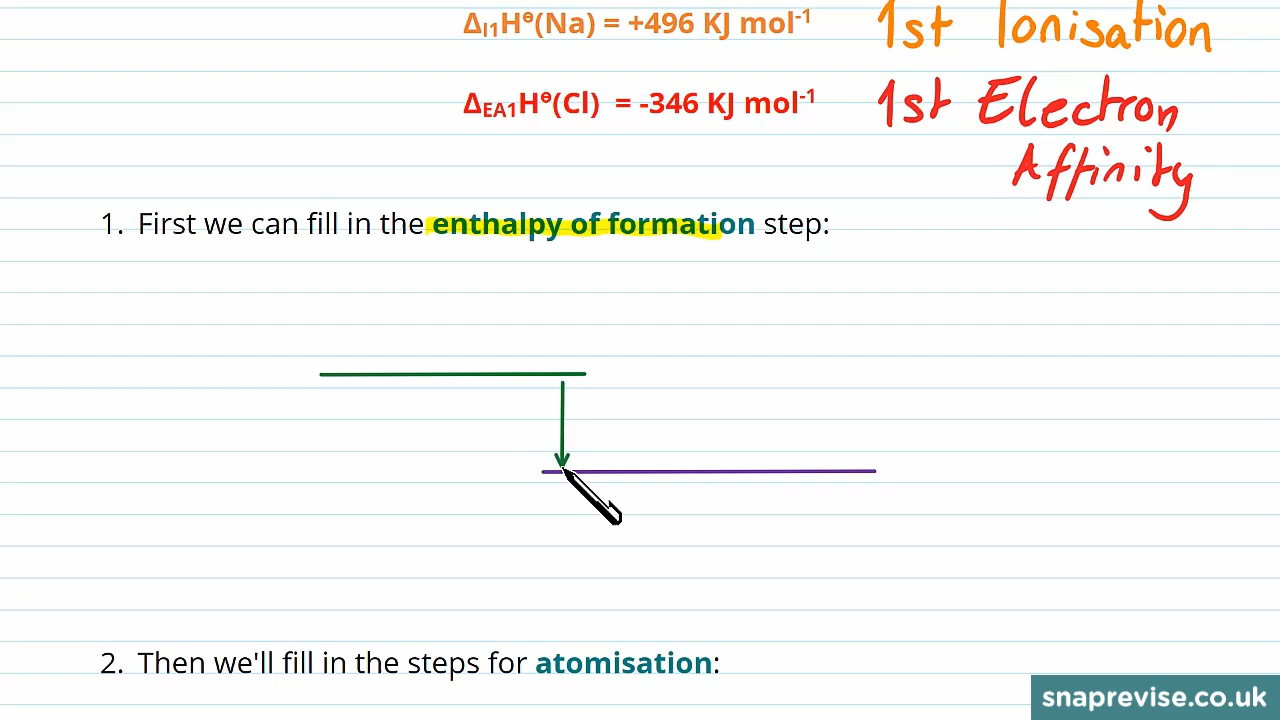 Δ_I1H⦵(Na) = +496 KJ mol⁻¹ 1st Ionisation
Δ_EA1H⦵(Cl) = -346 KJ mol⁻¹ 1st Electron
Affinity
1. First we can fill in the enthalpy of formation step:
2. Then we'll fill in the steps for atomisation:
snaprevise.co.uk